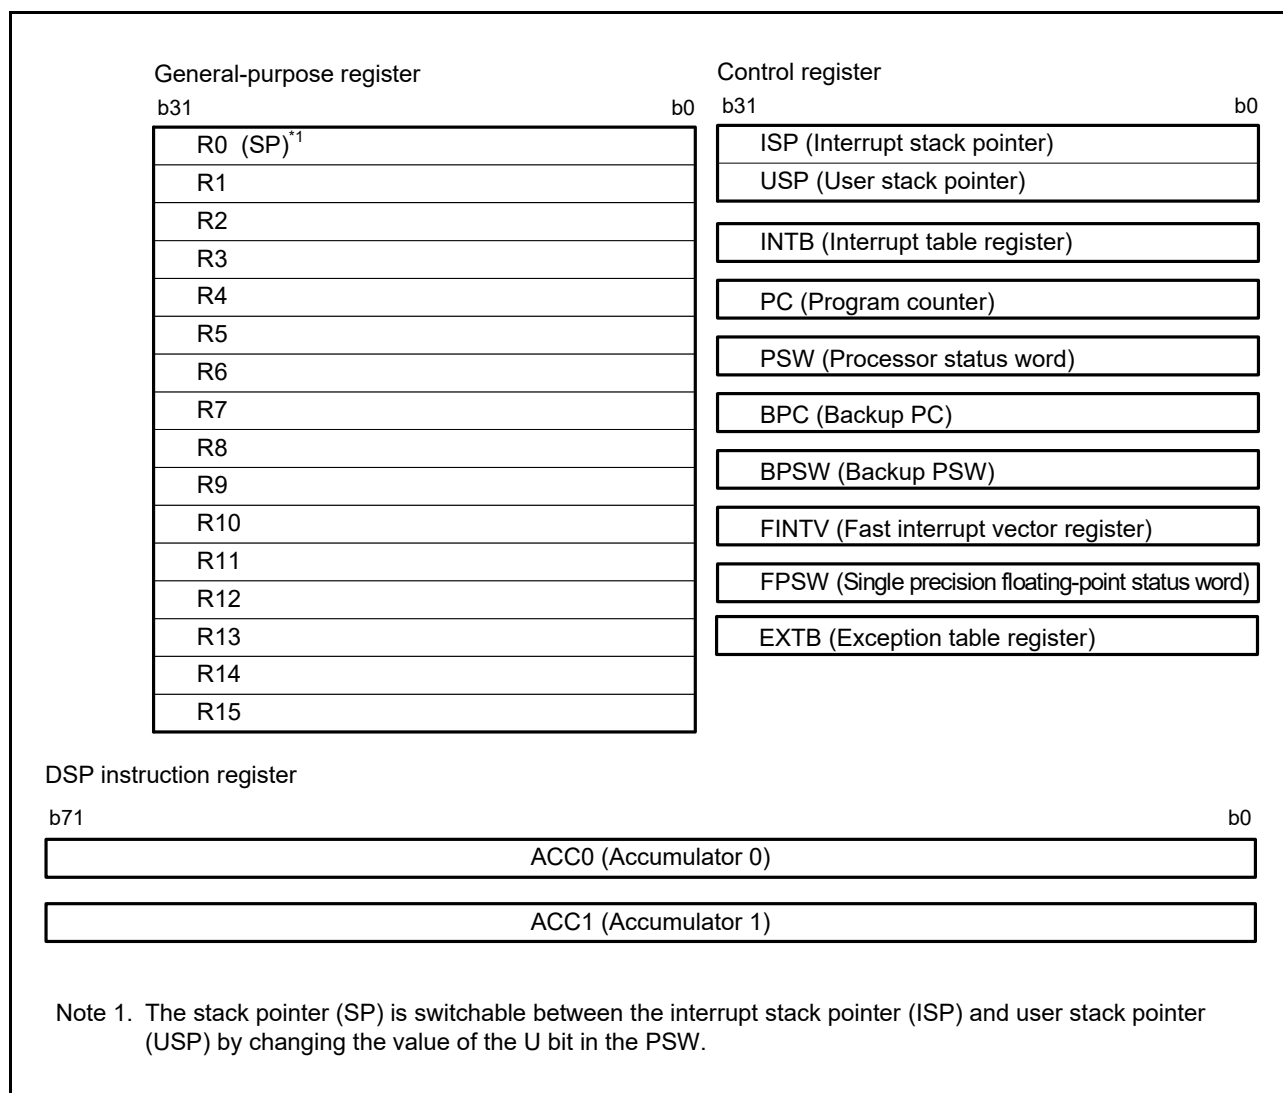 General-purpose register
b31 b0
R0 (SP)*1
R1
R2
R3
R4
R5
R6
R7
R8
R9
R10
R11
R12
R13
R14
R15
Control register
b31 b0
ISP (Interrupt stack pointer)
USP (User stack pointer)
INTB (Interrupt table register)
PC (Program counter)
PSW (Processor status word)
BPC (Backup PC)
BPSW (Backup PSW)
FINTV (Fast interrupt vector register)
FPSW (Single precision floating-point status word)
EXTB (Exception table register)
DSP instruction register
b71 b0
ACC0 (Accumulator 0)
ACC1 (Accumulator 1)
Note 1. The stack pointer (SP) is switchable between the interrupt stack pointer (ISP) and user stack pointer
(USP) by changing the value of the U bit in the PSW.